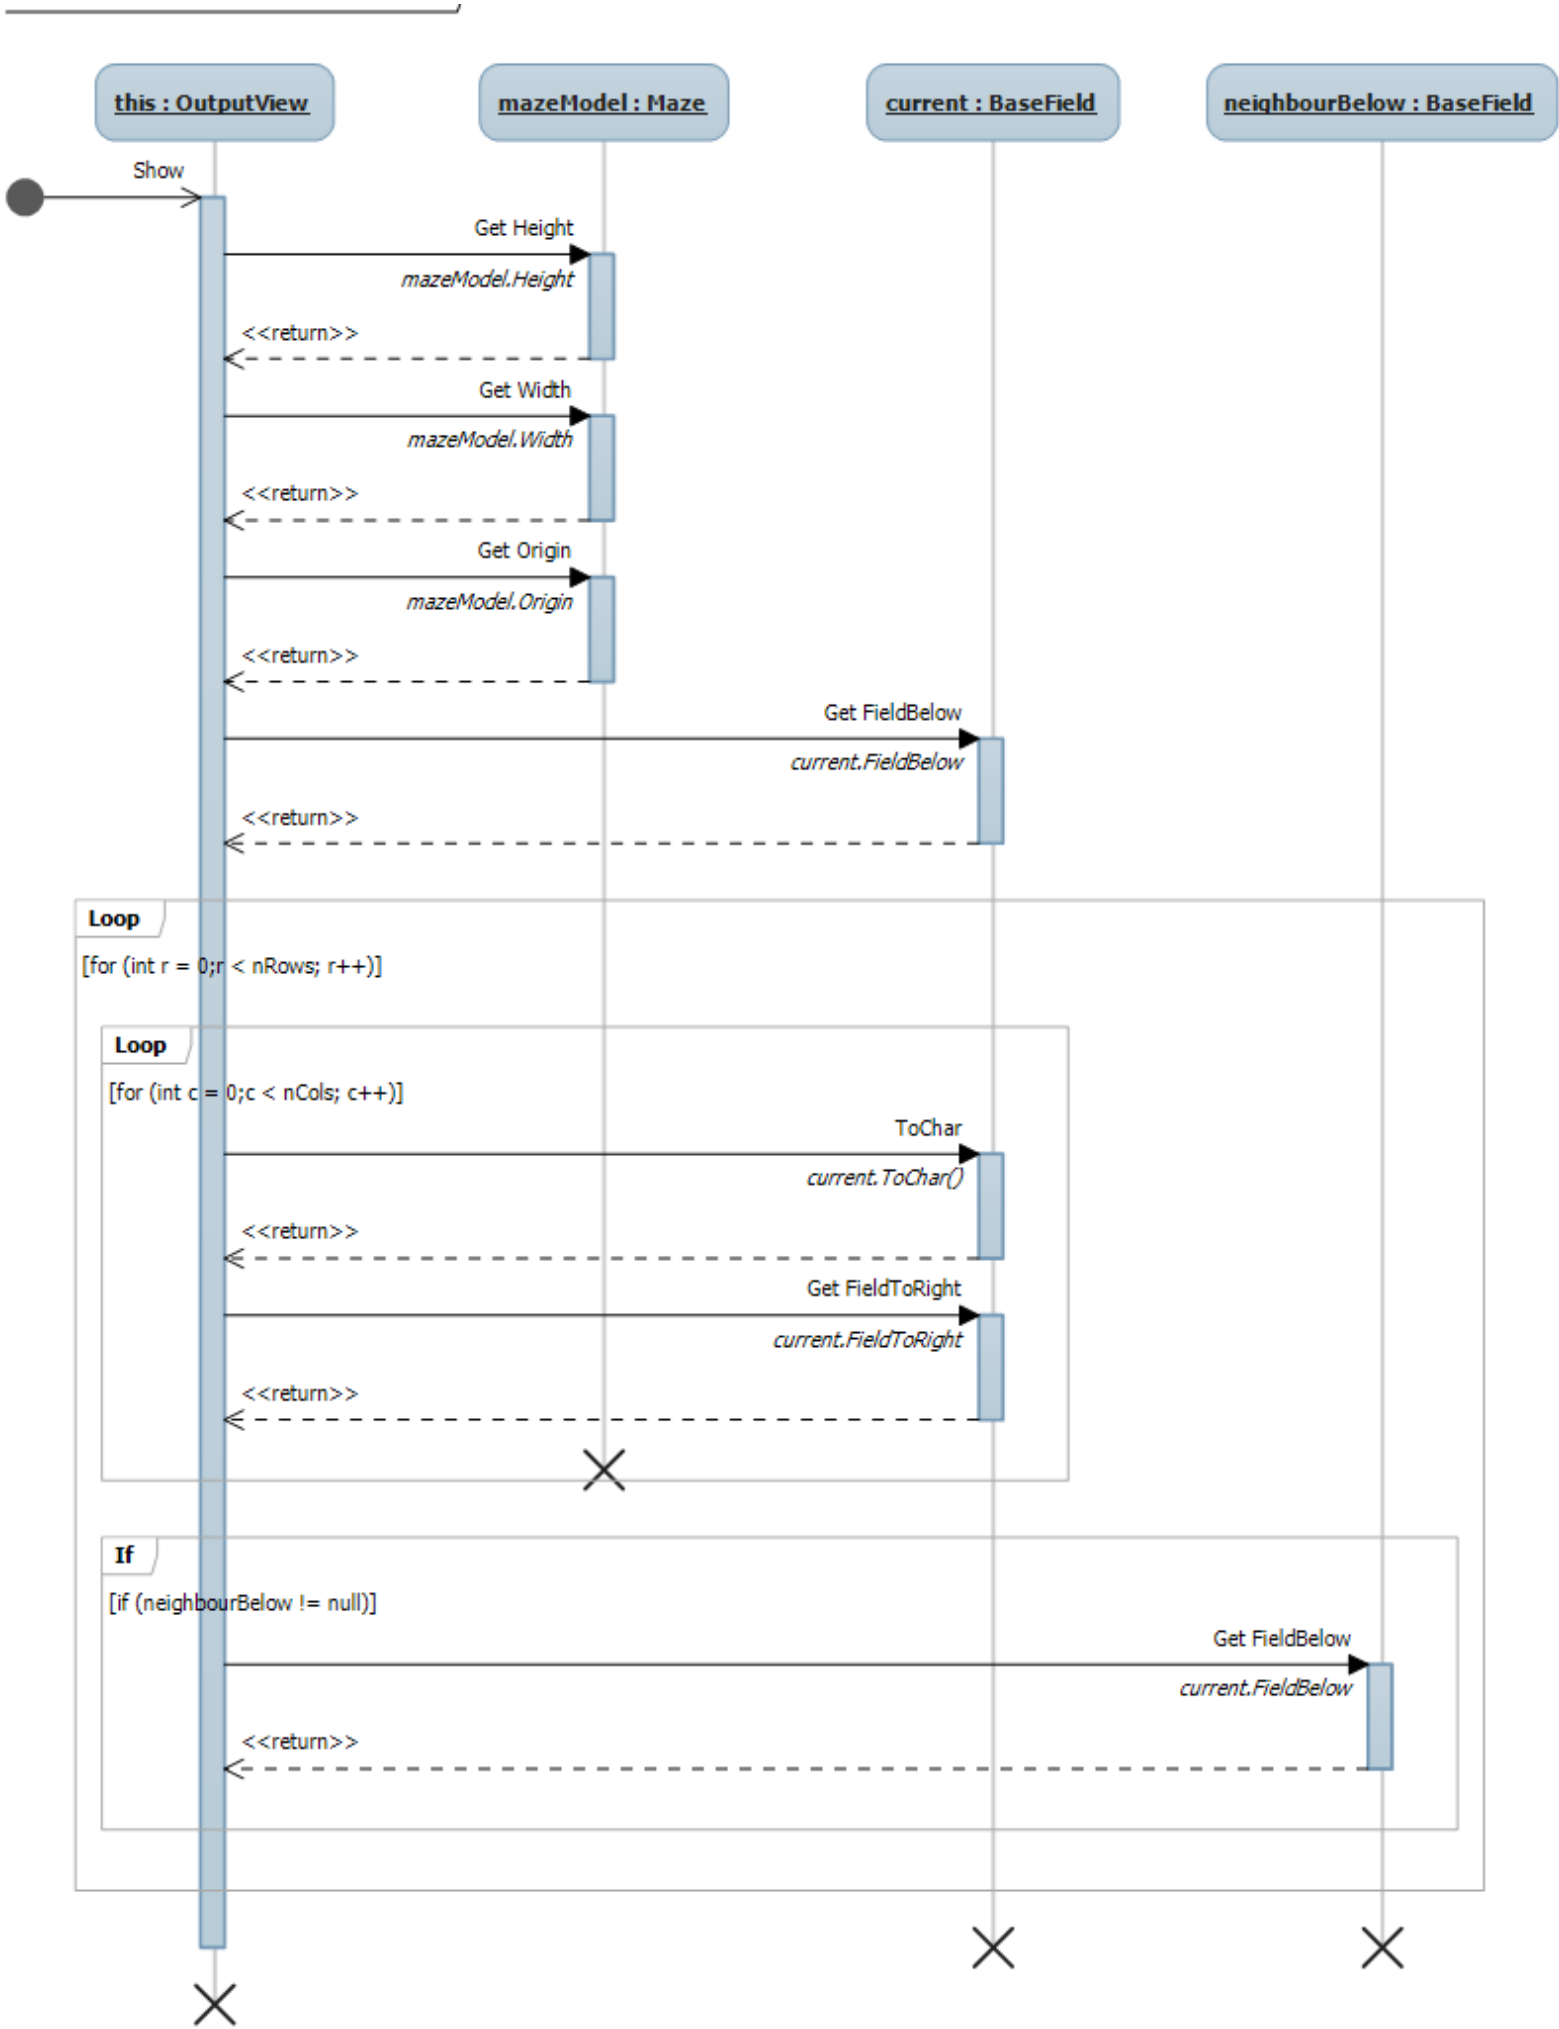 this : OutputView
mazeModel : Maze
current : BaseField
neighbourBelow : BaseField
Show
Get Height
mazeModel.Height
<<return>>
Get Width
mazeModel.Width
<<return>>
Get Origin
mazeModel.Origin
<<return>>
Get FieldBelow
current.FieldBelow
<<return>>
Loop
[for (int r = 0;r < nRows; r++)]
Loop
[for (int c = 0;c < nCols; c++)]
ToChar
current.ToChar()
<<return>>
Get FieldToRight
current.FieldToRight
<<return>>
If
[if (neighbourBelow != null)]
Get FieldBelow
current.FieldBelow
<<return>>